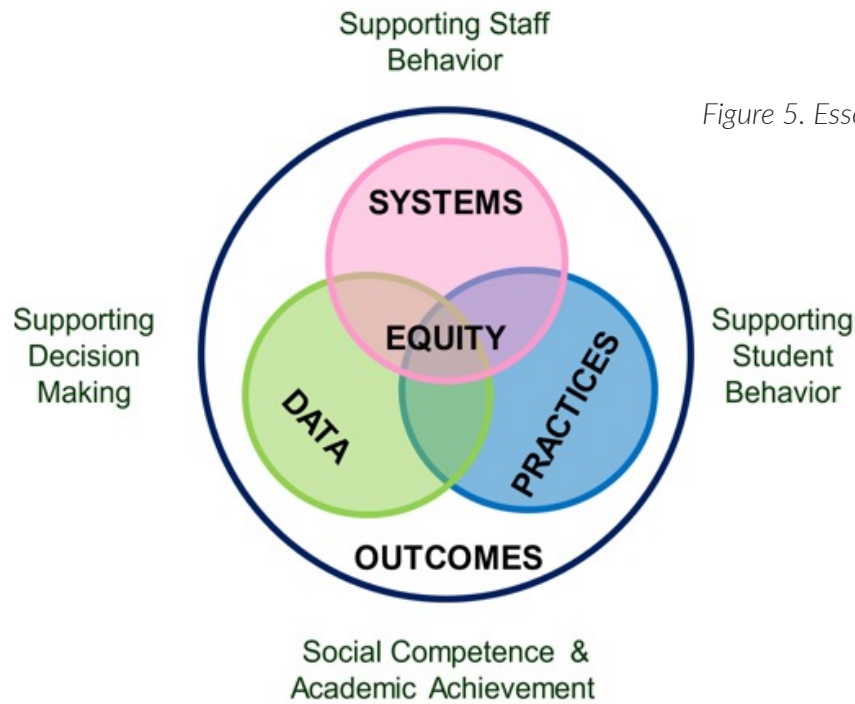 Supporting Staff
Behavior
Figure 5.
SYSTEMS
Supporting
Decision
Making
EQUITY
Supporting
Student
Behavior
DATA
PRACTICES
OUTCOMES
Social Competence &
Academic Achievement